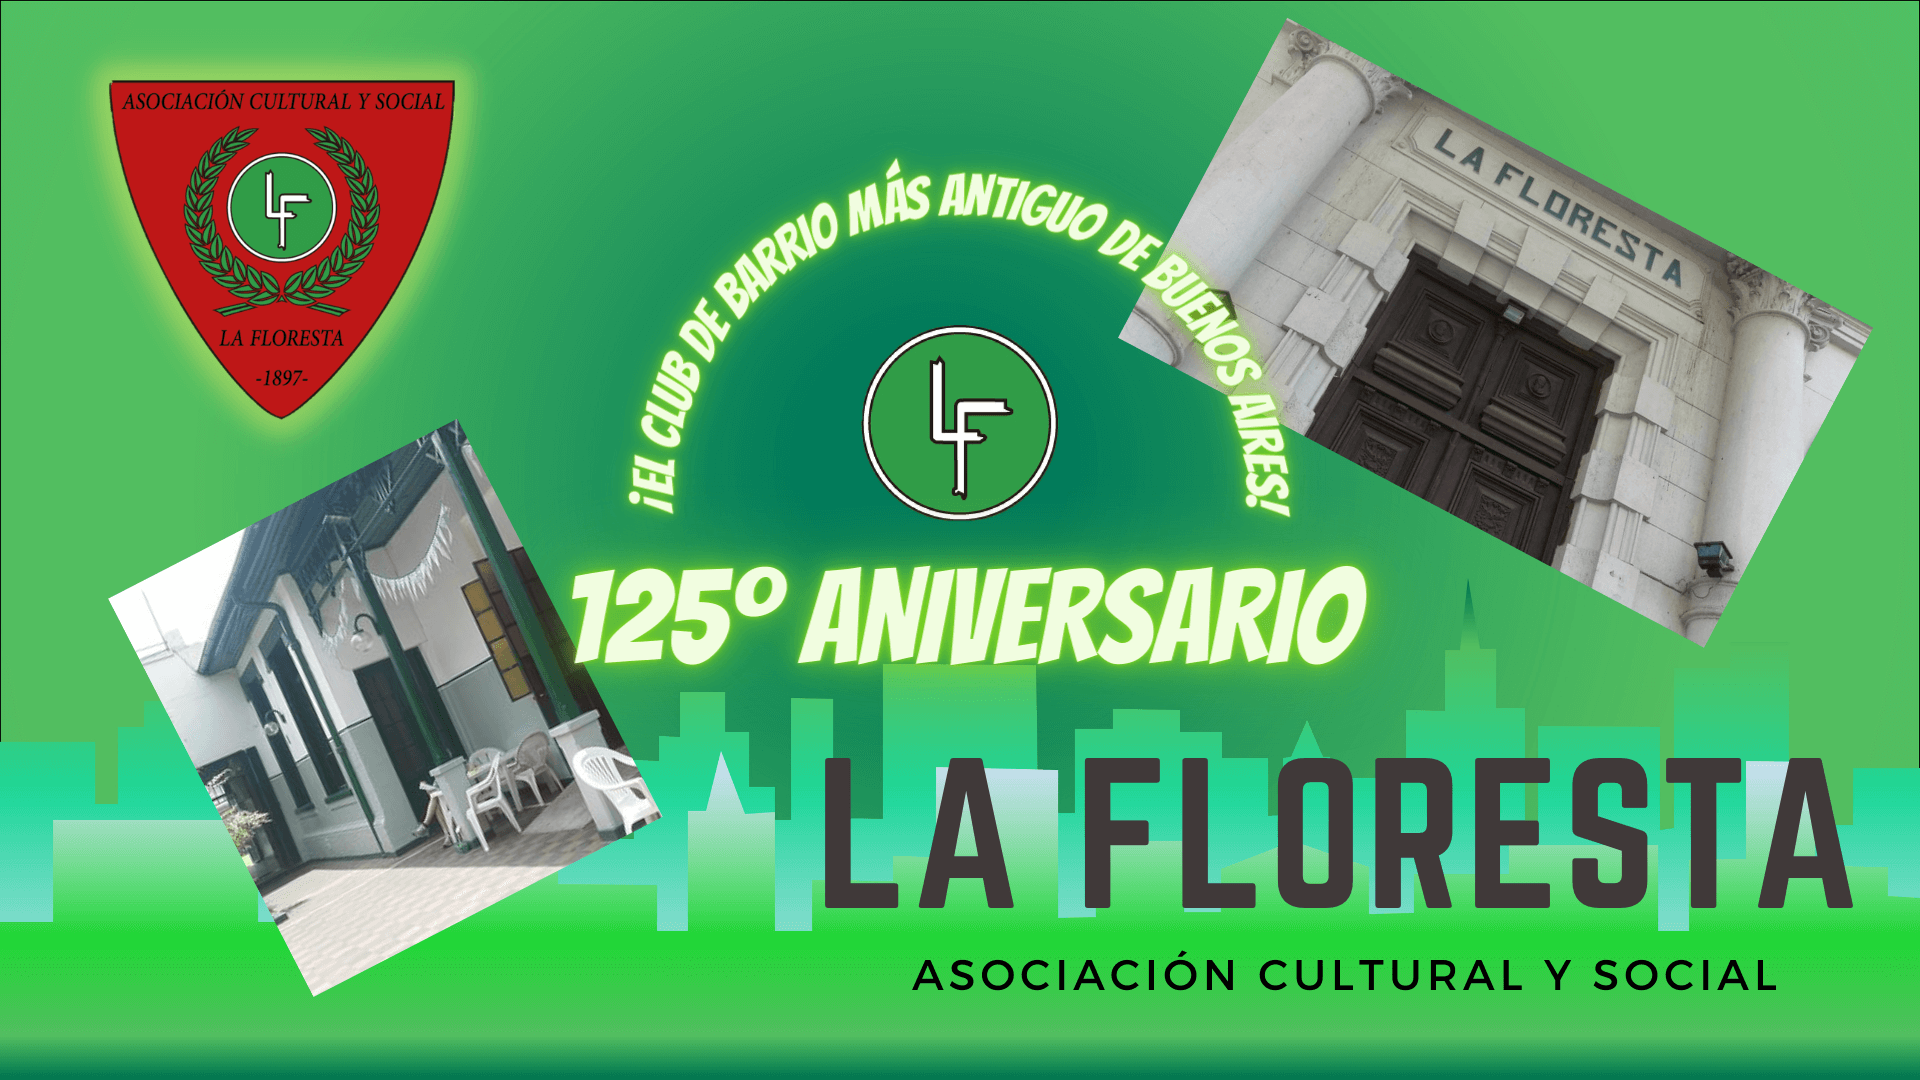 ASOCIACIÓN CULTURAL Y SOCIAL
LF
LA FLORESTA
-1897-
¡EL CLUB DE BARRIO MÁS ANTIGUO DE BUENOS AIRES!
LF
LA FLORESTA
125º ANIVERSARIO
LA FLORESTA
ASOCIACIÓN CULTURAL Y SOCIAL